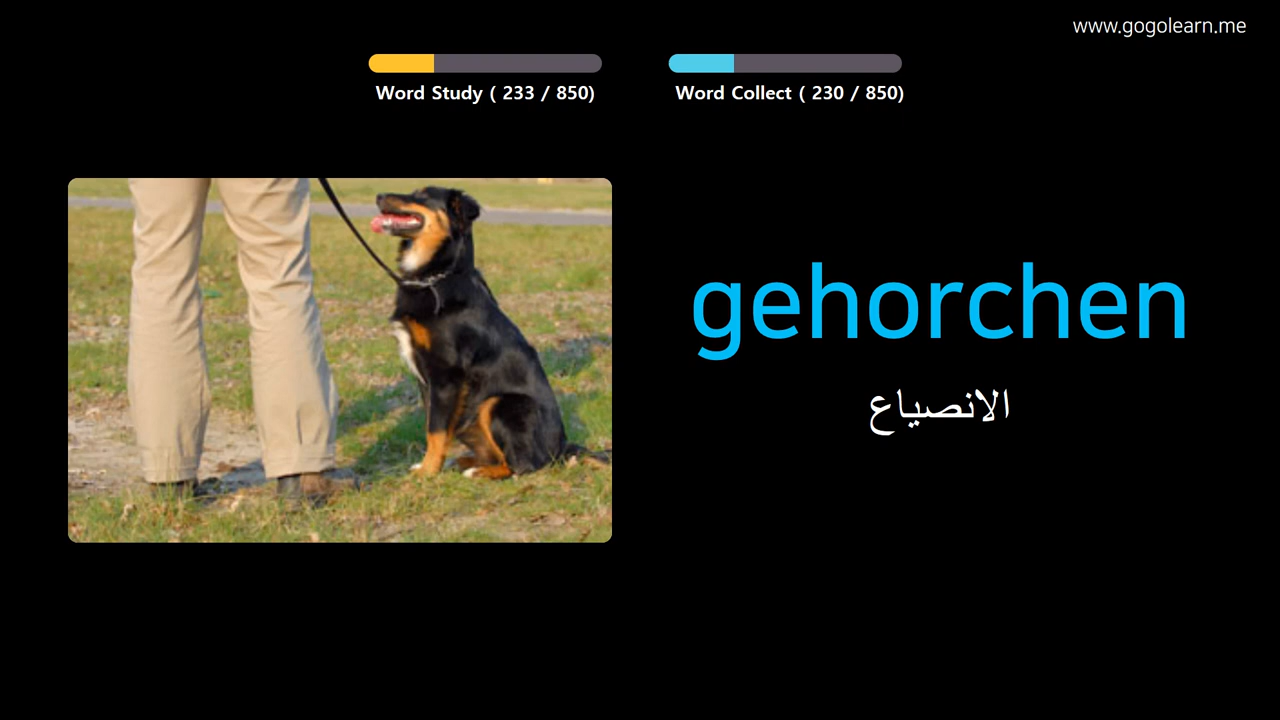 www.gogolearn.me
Word Study ( 233 / 850)
Word Collect ( 230 / 850)
gehorchen
الانصياع